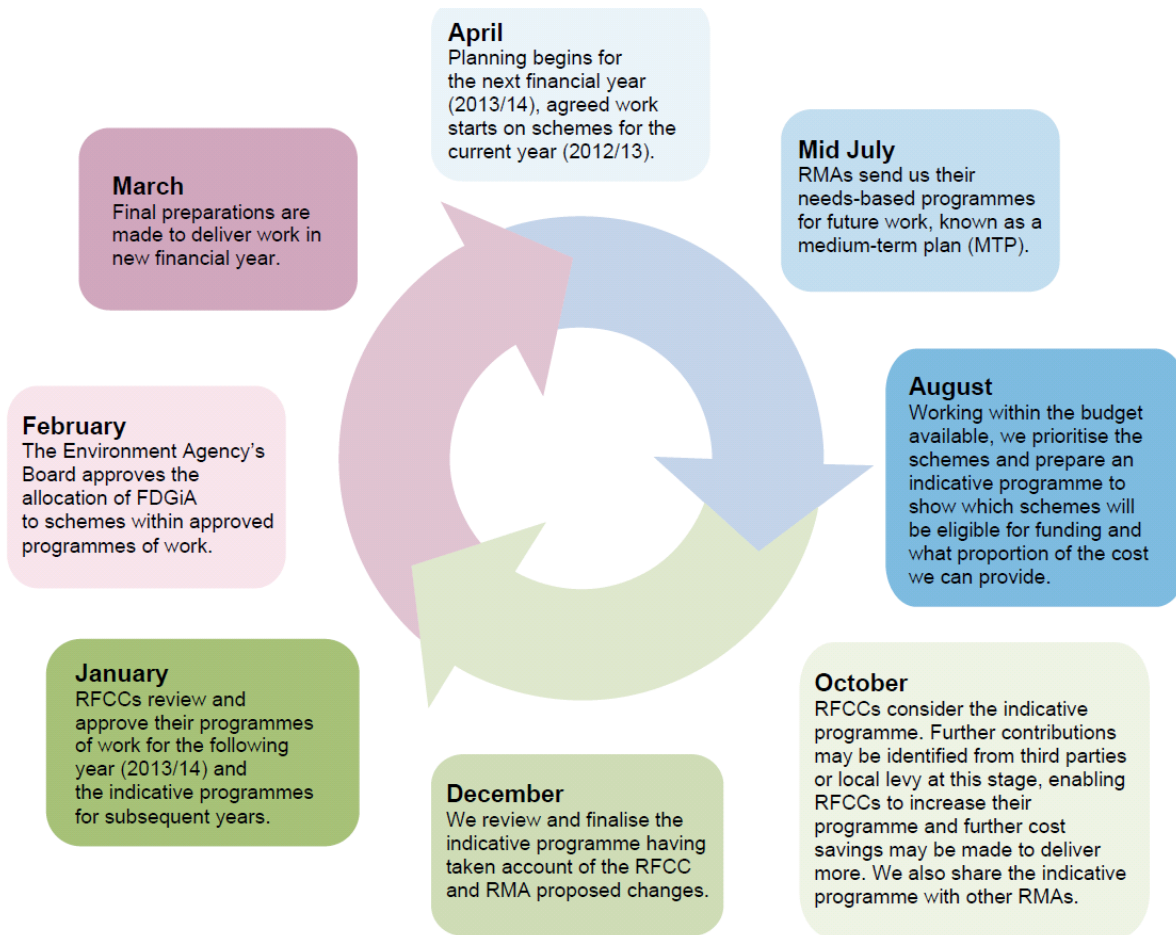 April
Planning begins for
the next financial year
(2013/14), agreed work
starts on schemes for the
current year (2012/13).
Mid July
RMAs send us their
needs-based programmes
for future work, known as a
medium-term plan (MTP).
August
Working within the budget
available, we prioritise the
schemes and prepare an
indicative programme to
show which schemes will
be eligible for funding and
what proportion of the cost
we can provide.
October
RFCCs consider the indicative
programme. Further contributions
may be identified from third parties
or local levy at this stage, enabling
RFCCs to increase their
programme and further cost
savings may be made to deliver
more. We also share the indicative
programme with other RMAs.
December
We review and finalise the
indicative programme having
taken account of the RFCC
and RMA proposed changes.
January
RFCCs review and
approve their programmes
of work for the following
year (2013/14) and
the indicative programmes
for subsequent years.
February
The Environment Agency's
Board approves the
allocation of FDGiA
to schemes within approved
programmes of work.
March
Final preparations are
made to deliver work in
new financial year.